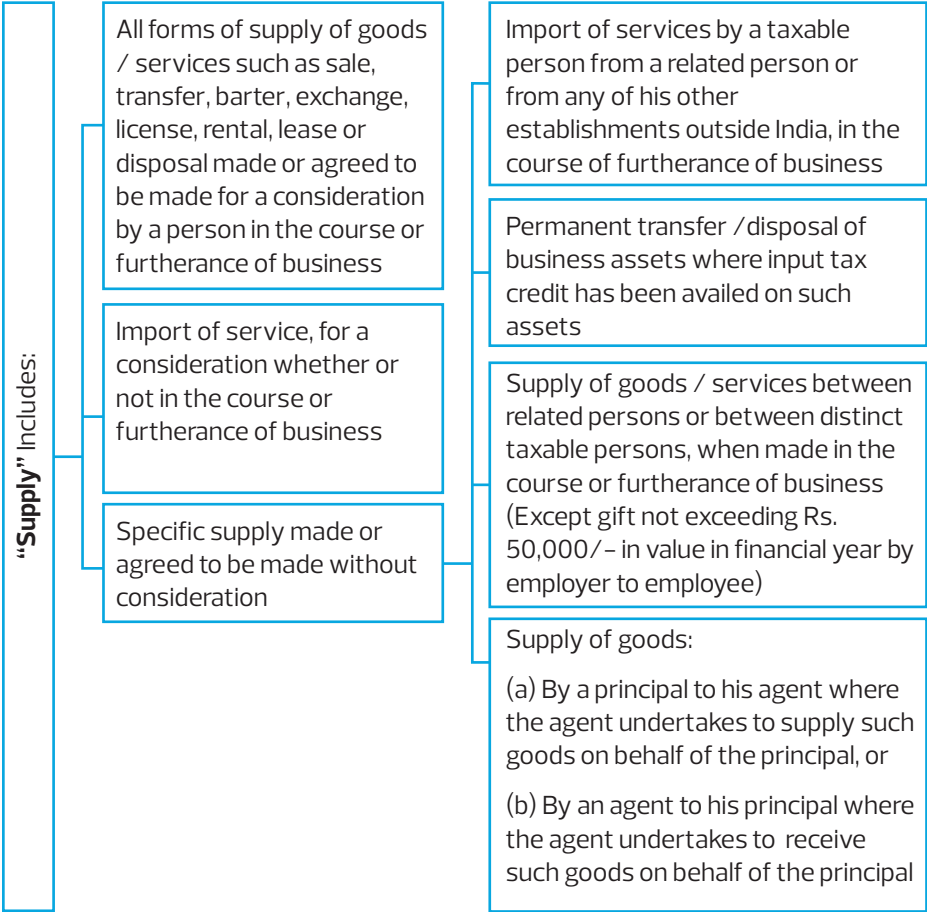 “Supply” Includes:
All forms of supply of goods
/ services such as sale,
transfer, barter, exchange,
license, rental, lease or
disposal made or agreed to
be made for a consideration
by a person in the course or
furtherance of business
Import of service, for a
consideration whether or
not in the course or
furtherance of business
Specific supply made or
agreed to be made without
consideration
Import of services by a taxable
person from a related person or
from any of his other
establishments outside India, in the
course of furtherance of business
Permanent transfer /disposal of
business assets where input tax
credit has been availed on such
assets
Supply of goods / services between
related persons or between distinct
taxable persons, when made in the
course or furtherance of business
(Except gift not exceeding Rs.
50,000/- in value in financial year by
employer to employee)
Supply of goods:
(a) By a principal to his agent where
the agent undertakes to supply such
goods on behalf of the principal, or
(b) By an agent to his principal where
the agent undertakes to receive
such goods on behalf of the principal